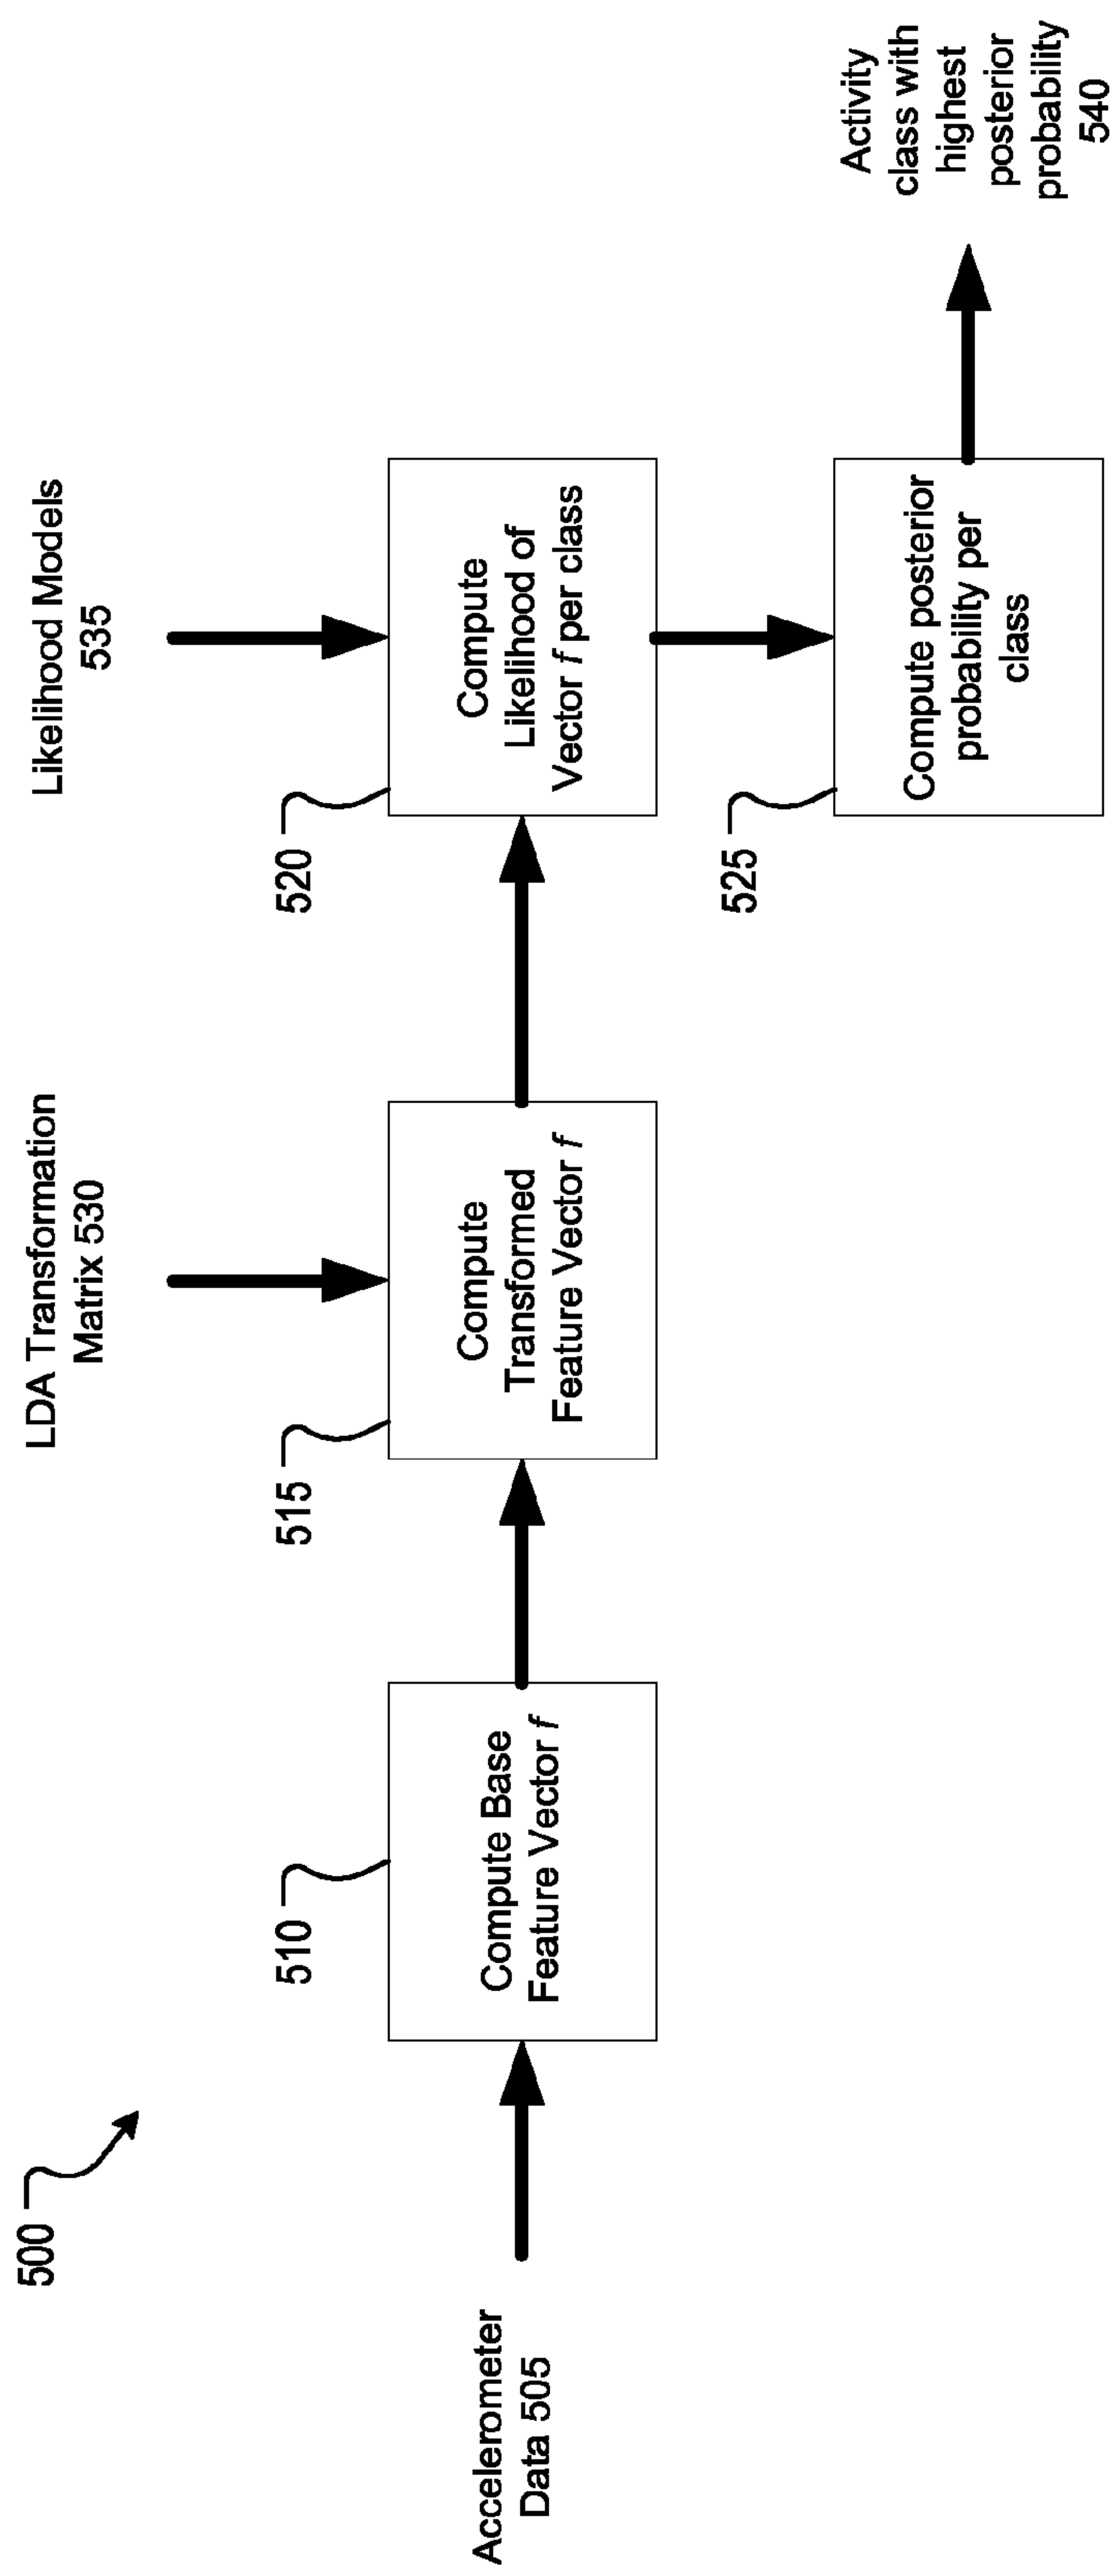 500
Accelerometer
Data 505
510
Compute Base
Feature Vector f
LDA Transformation
Matrix 530
515
Compute
Transformed
Feature Vector f
Likelihood Models
535
520
Compute
Likelihood of
Vector f per class
525
Compute posterior
probability per
class
Activity
class with
highest
posterior
probability
540